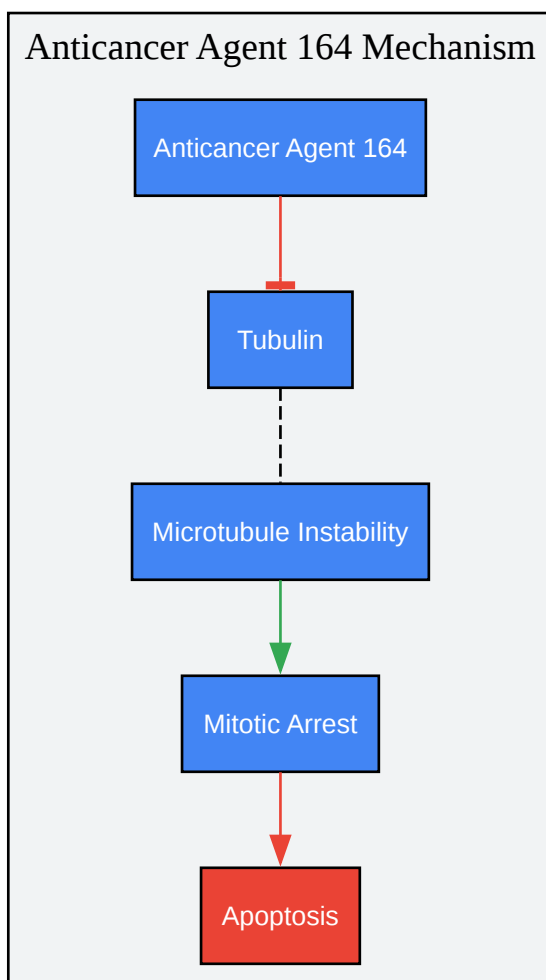 Anticancer Agent 164 Mechanism
Anticancer Agent 164
Tubulin
Microtubule Instability
Mitotic Arrest
Apoptosis